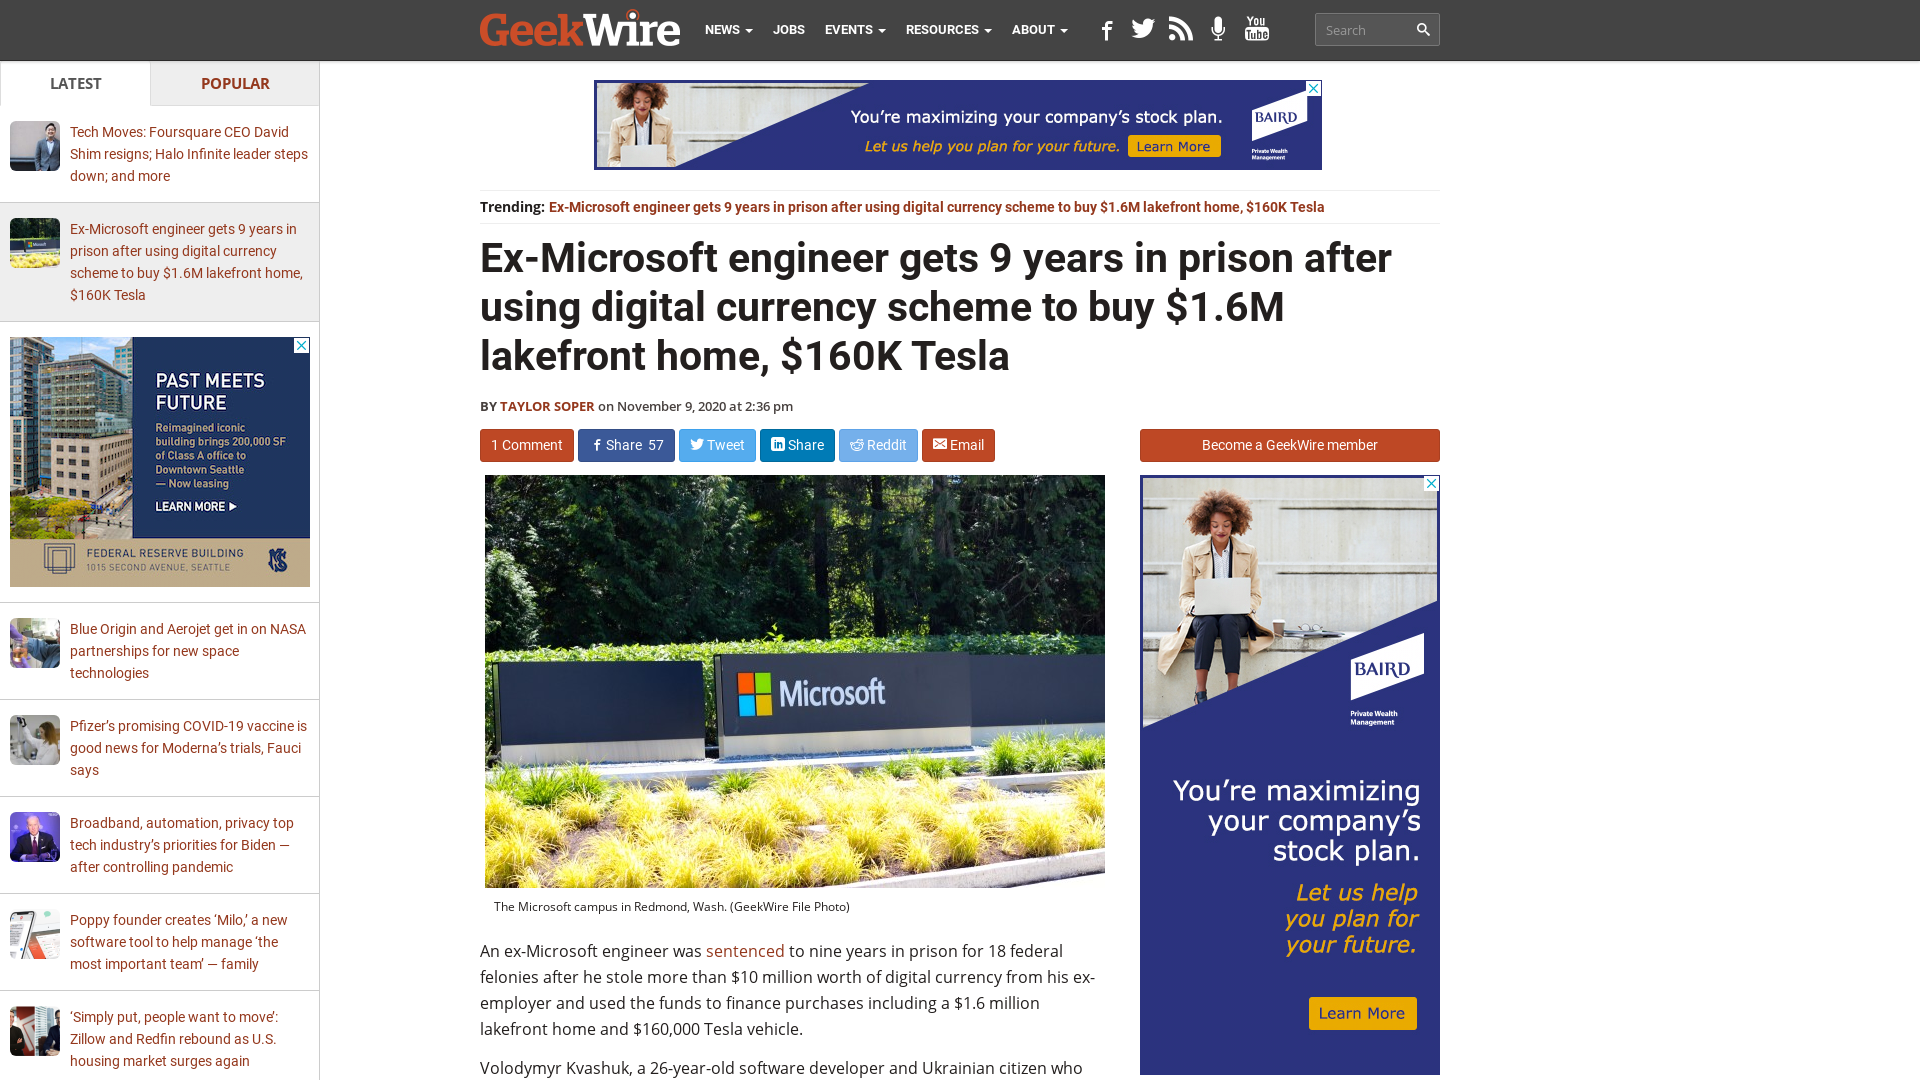 GeekWire
NEWS
JOBS
EVENTS
RESOURCES
ABOUT
You
Tube
Search
LATEST
POPULAR
Tech Moves: Foursquare CEO David
Shim resigns; Halo Infinite leader steps
down; and more
Ex-Microsoft engineer gets 9 years in
prison after using digital currency
scheme to buy $1.6M lakefront home,
$160K Tesla
PAST MEETS
FUTURE
Reimagined iconic
building brings 200,000 SF
of Class A office to
Downtown Seattle
— Now leasing
LEARN MORE
FEDERAL RESERVE BUILDING
1015 SECOND AVENUE, SEATTLE
Blue Origin and Aerojet get in on NASA
partnerships for new space
technologies
Pfizer’s promising COVID-19 vaccine is
good news for Moderna’s trials, Fauci
says
Broadband, automation, privacy top
tech industry’s priorities for Biden —
after controlling pandemic
Poppy founder creates ‘Milo,’ a new
software tool to help manage ‘the
most important team’ — family
‘Simply put, people want to move’:
Zillow and Redfin rebound as U.S.
housing market surges again
You’re maximizing your company’s stock plan.
Let us help you plan for your future.
Learn More
BAIRD
Private Wealth
Management
Trending: Ex-Microsoft engineer gets 9 years in prison after using digital currency scheme to buy $1.6M lakefront home, $160K Tesla
Ex-Microsoft engineer gets 9 years in prison after
using digital currency scheme to buy $1.6M
lakefront home, $160K Tesla
BY TAYLOR SOPER on November 9, 2020 at 2:36 pm
1 Comment
Share 57
Tweet
Share
Reddit
Email
Become a GeekWire member
Microsoft
The Microsoft campus in Redmond, Wash. (GeekWire File Photo)
An ex-Microsoft engineer was sentenced to nine years in prison for 18 federal
felonies after he stole more than $10 million worth of digital currency from his ex-
employer and used the funds to finance purchases including a $1.6 million
lakefront home and $160,000 Tesla vehicle.
Volodymyr Kvashuk, a 26-year-old software developer and Ukrainian citizen who
BAIRD
Private Wealth
Management
You’re maximizing
your company’s
stock plan.
Let us help
you plan for
your future.
Learn More